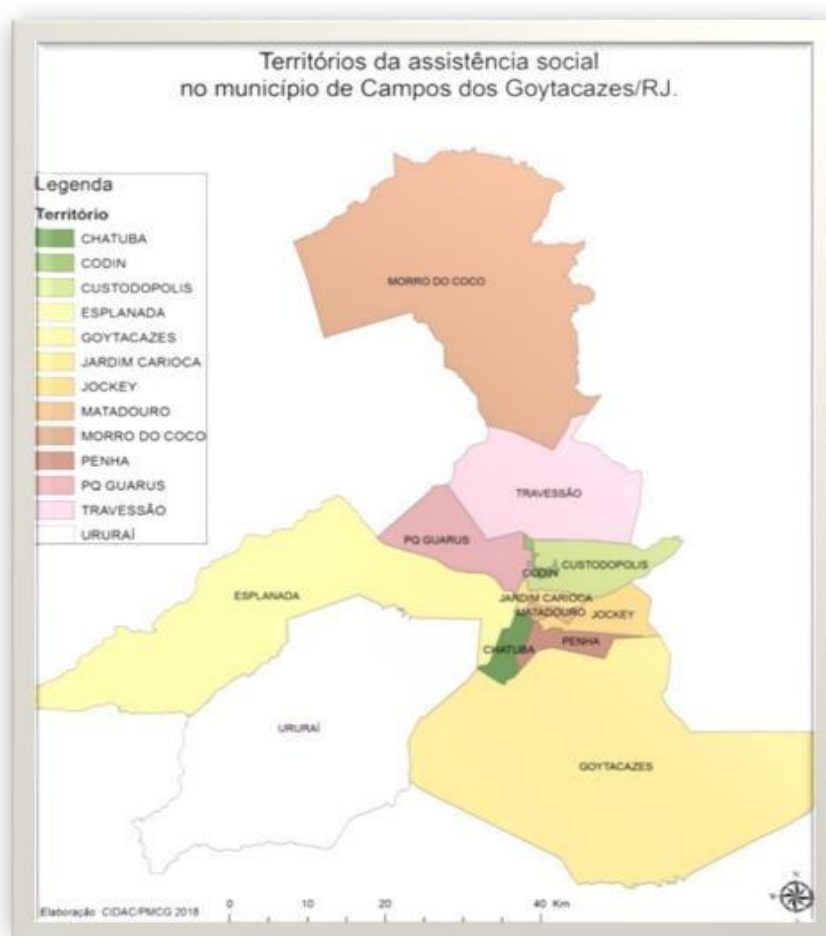 Territórios da assistência social
no município de Campos dos Goytacazes/RJ.
Legenda
Território
CHATUBA
CODIN
CUSTODOPOLIS
ESPLANADA
GOYTACAZES
JARDIM CARIOCA
JOCKEY
MATADOURO
MORRO DO COCO
PENHA
PQ GUARUS
TRAVESSÃO
URURAÍ
MORRO DO COCO
TRAVESSÃO
PQ GUARUS
CODIN
CUSTODOPOLIS
ESPLANADA
JARDIM CARIOCA
MATADOURO
JOCKEY
CHATUBA
PENHA
URURAÍ
GOYTACAZES
Elaboração CIDAC/PMCG 2018
0 10 20 40 Km